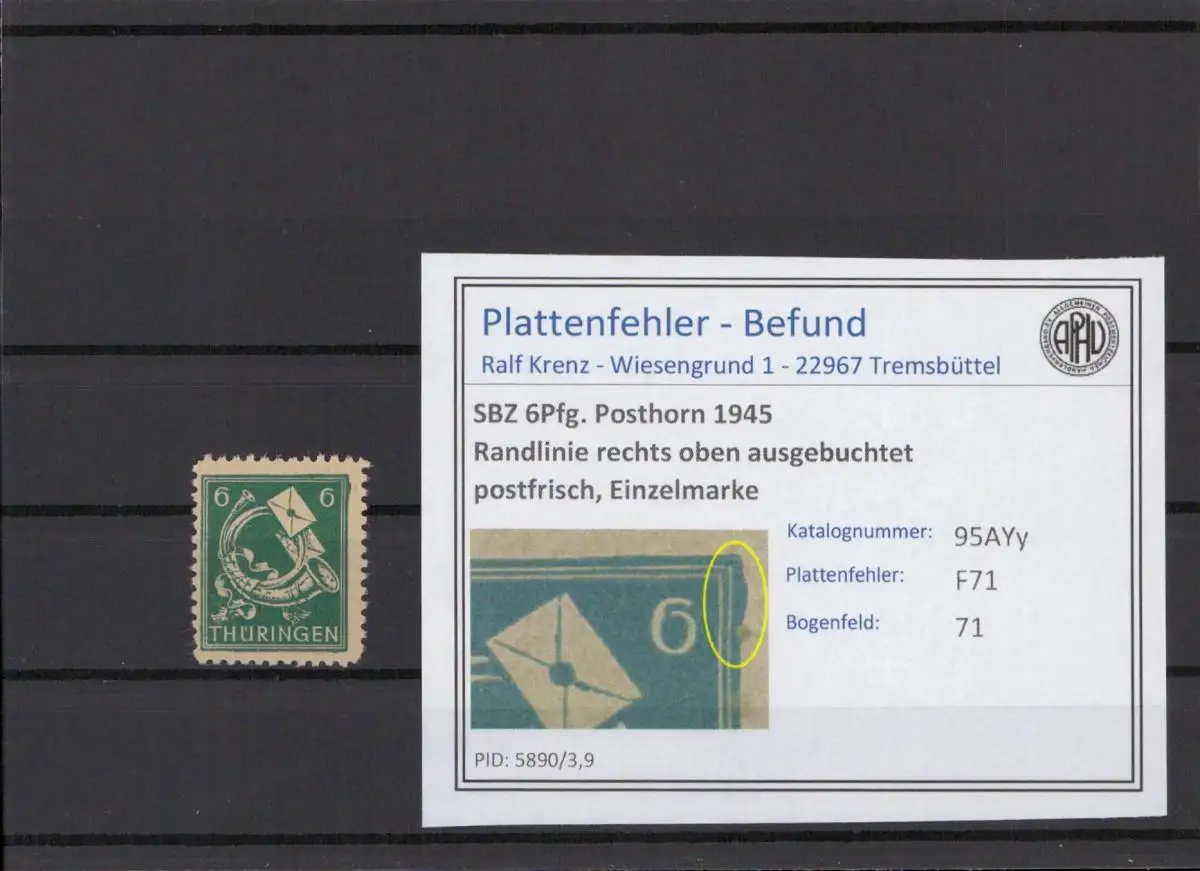 6 6
THÜRINGEN
Plattenfehler - Befund
Ralf Krenz - Wiesengrund 1 - 22967 Tremsbüttel
APHV
SBZ 6Pfg. Posthorn 1945
Randlinie rechts oben ausgebuchtet
postfrisch, Einzelmarke
6
Katalognummer: 95AYy
Plattenfehler: F71
Bogenfeld: 71
PID: 5890/3,9